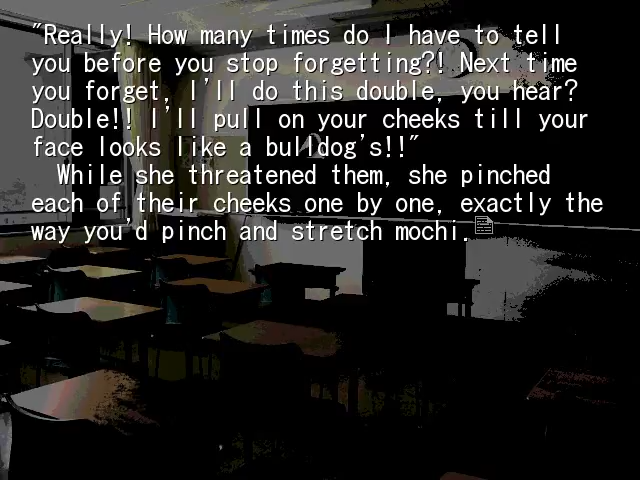 "Really! How many times do I have to tell
you before you stop forgetting?! Next time
you forget, I'll do this double, you hear?
Double!! I'll pull on your cheeks till your
face looks like a bulldog's!!"
While she threatened them, she pinched
each of their cheeks one by one, exactly the
way you'd pinch and stretch mochi.